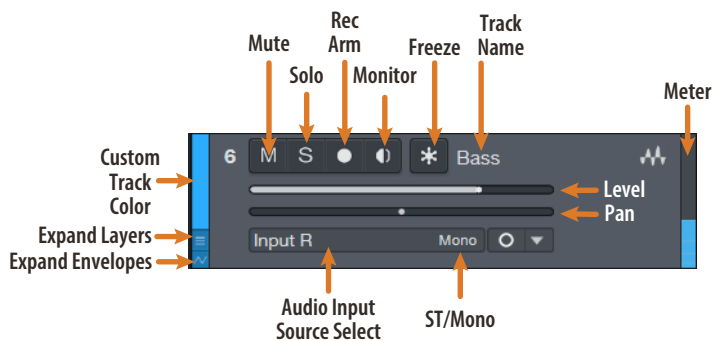 Rec
Mute
Arm
Freeze
Track
Name
Solo
Monitor
Meter
6 M S Bass
Custom
Track
Color
Level
Pan
Expand Layers
Input R Mono
Expand Envelopes
Audio Input
Source Select
ST/Mono